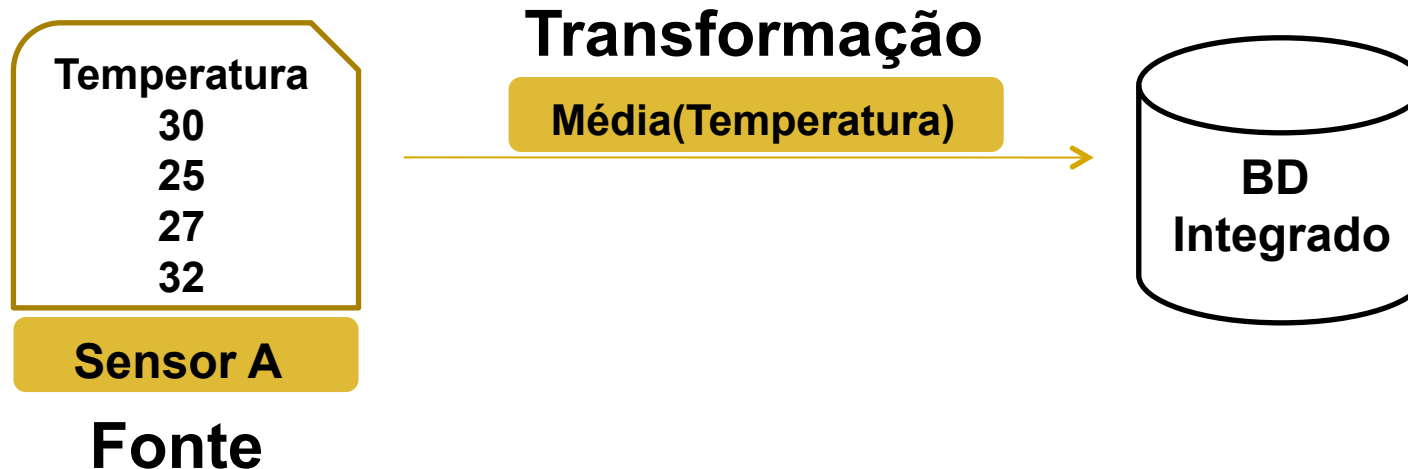 Temperatura
30
25
27
32
Sensor A
Fonte
Transformação
Média(Temperatura)
BD
Integrado